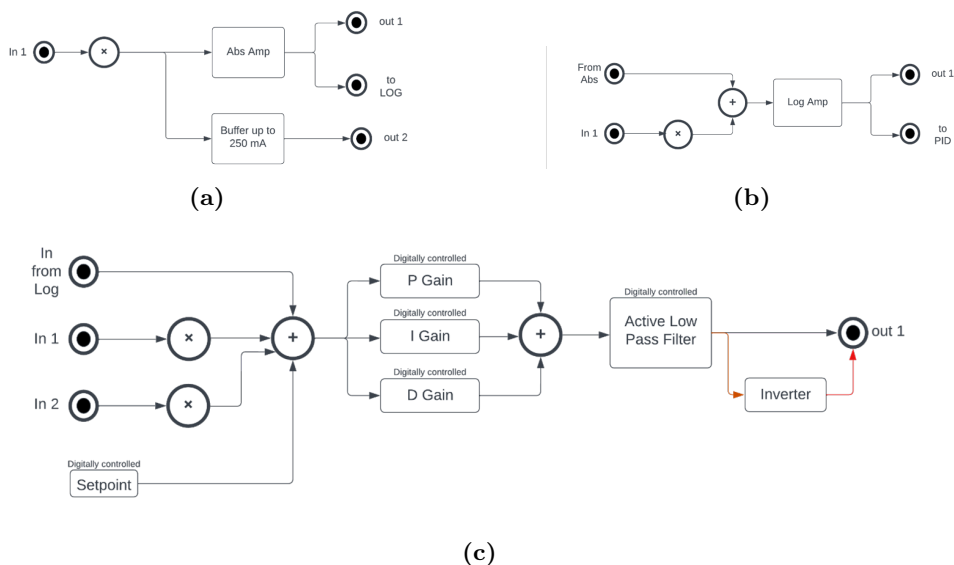 In 1
×
Abs Amp
out 1
to
LOG
Buffer up to
250 mA
out 2
(a)
From
Abs
In 1
×
+
Log Amp
out 1
to
PID
(b)
In
from
Log
In 1
×
In 2
×
Digitally controlled
Setpoint
+
Digitally controlled
P Gain
Digitally controlled
I Gain
Digitally controlled
D Gain
+
Digitally controlled
Active Low
Pass Filter
Inverter
out 1
(c)